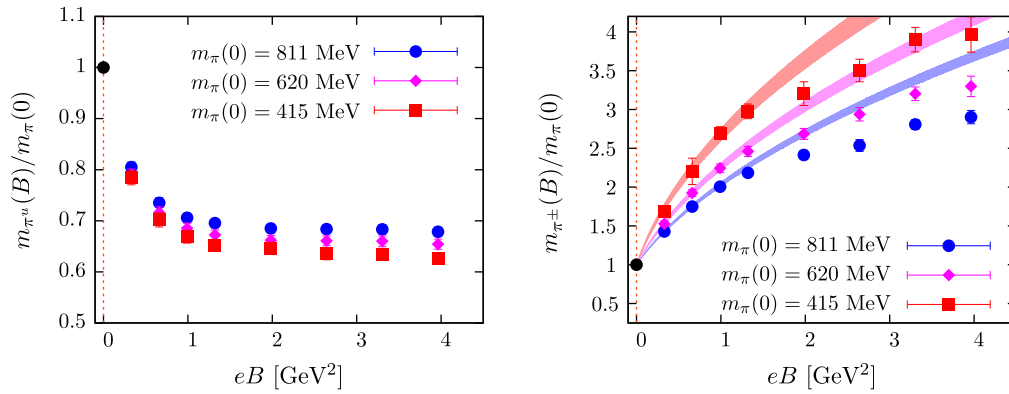 1.1
1
0.9
0.8
0.7
0.6
0.5
0 1 2 3 4
m_{π^u}(B)/m_π(0)
eB [GeV²]
m_π(0) = 811 MeV
m_π(0) = 620 MeV
m_π(0) = 415 MeV
4
3.5
3
2.5
2
1.5
1
0.5
0 1 2 3 4
m_{π^±}(B)/m_π(0)
eB [GeV²]
m_π(0) = 811 MeV
m_π(0) = 620 MeV
m_π(0) = 415 MeV